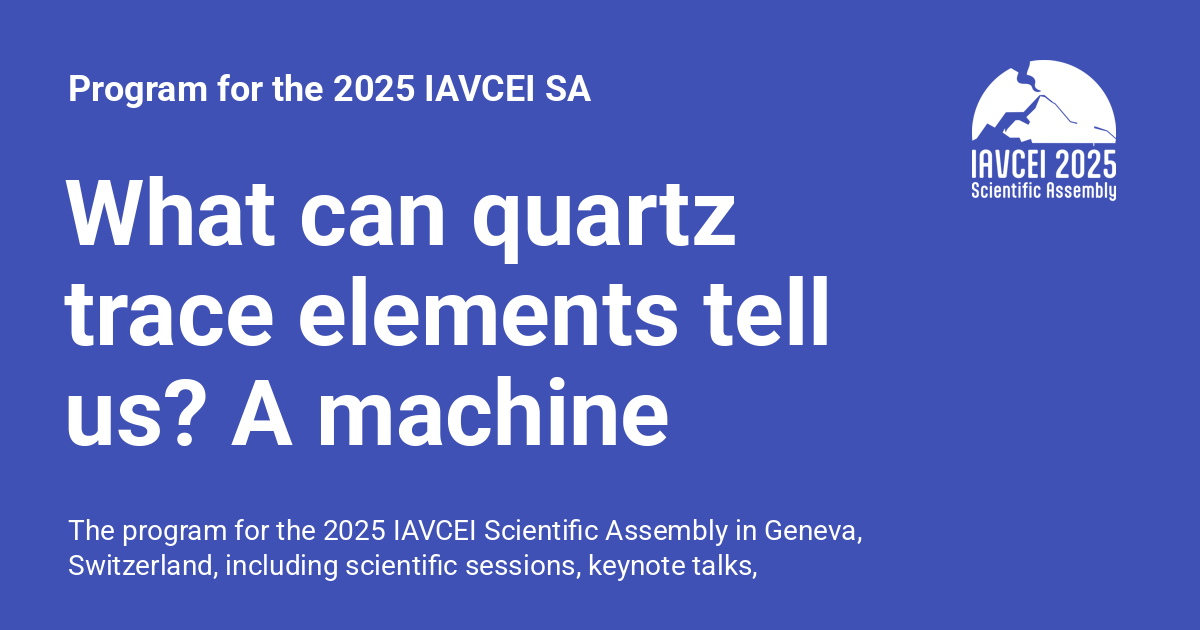 Program for the 2025 IAVCEI SA
IAVCEI 2025
Scientific Assembly
What can quartz
trace elements tell
us? A machine
The program for the 2025 IAVCEI Scientific Assembly in Geneva,
Switzerland, including scientific sessions, keynote talks,